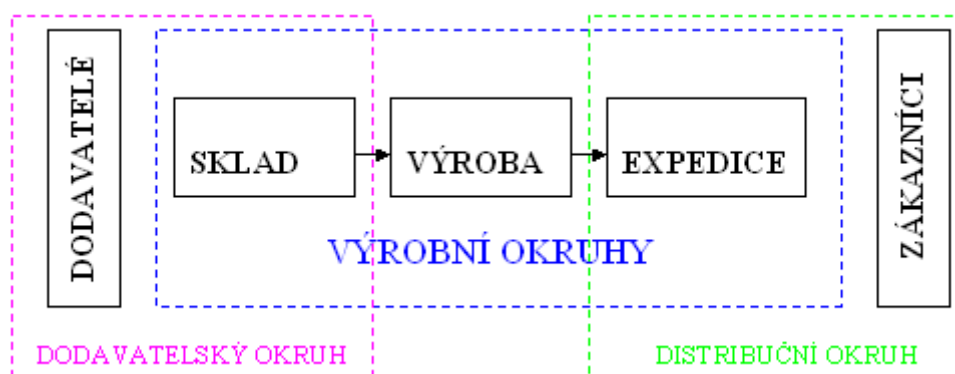 DODAVATELÉ
SKLAD
VÝROBA
EXPEDICE
ZÁKAZNÍCI
VÝROBNÍ OKRUHY
DODAVATELSKÝ OKRUH
DISTRIBUČNÍ OKRUH